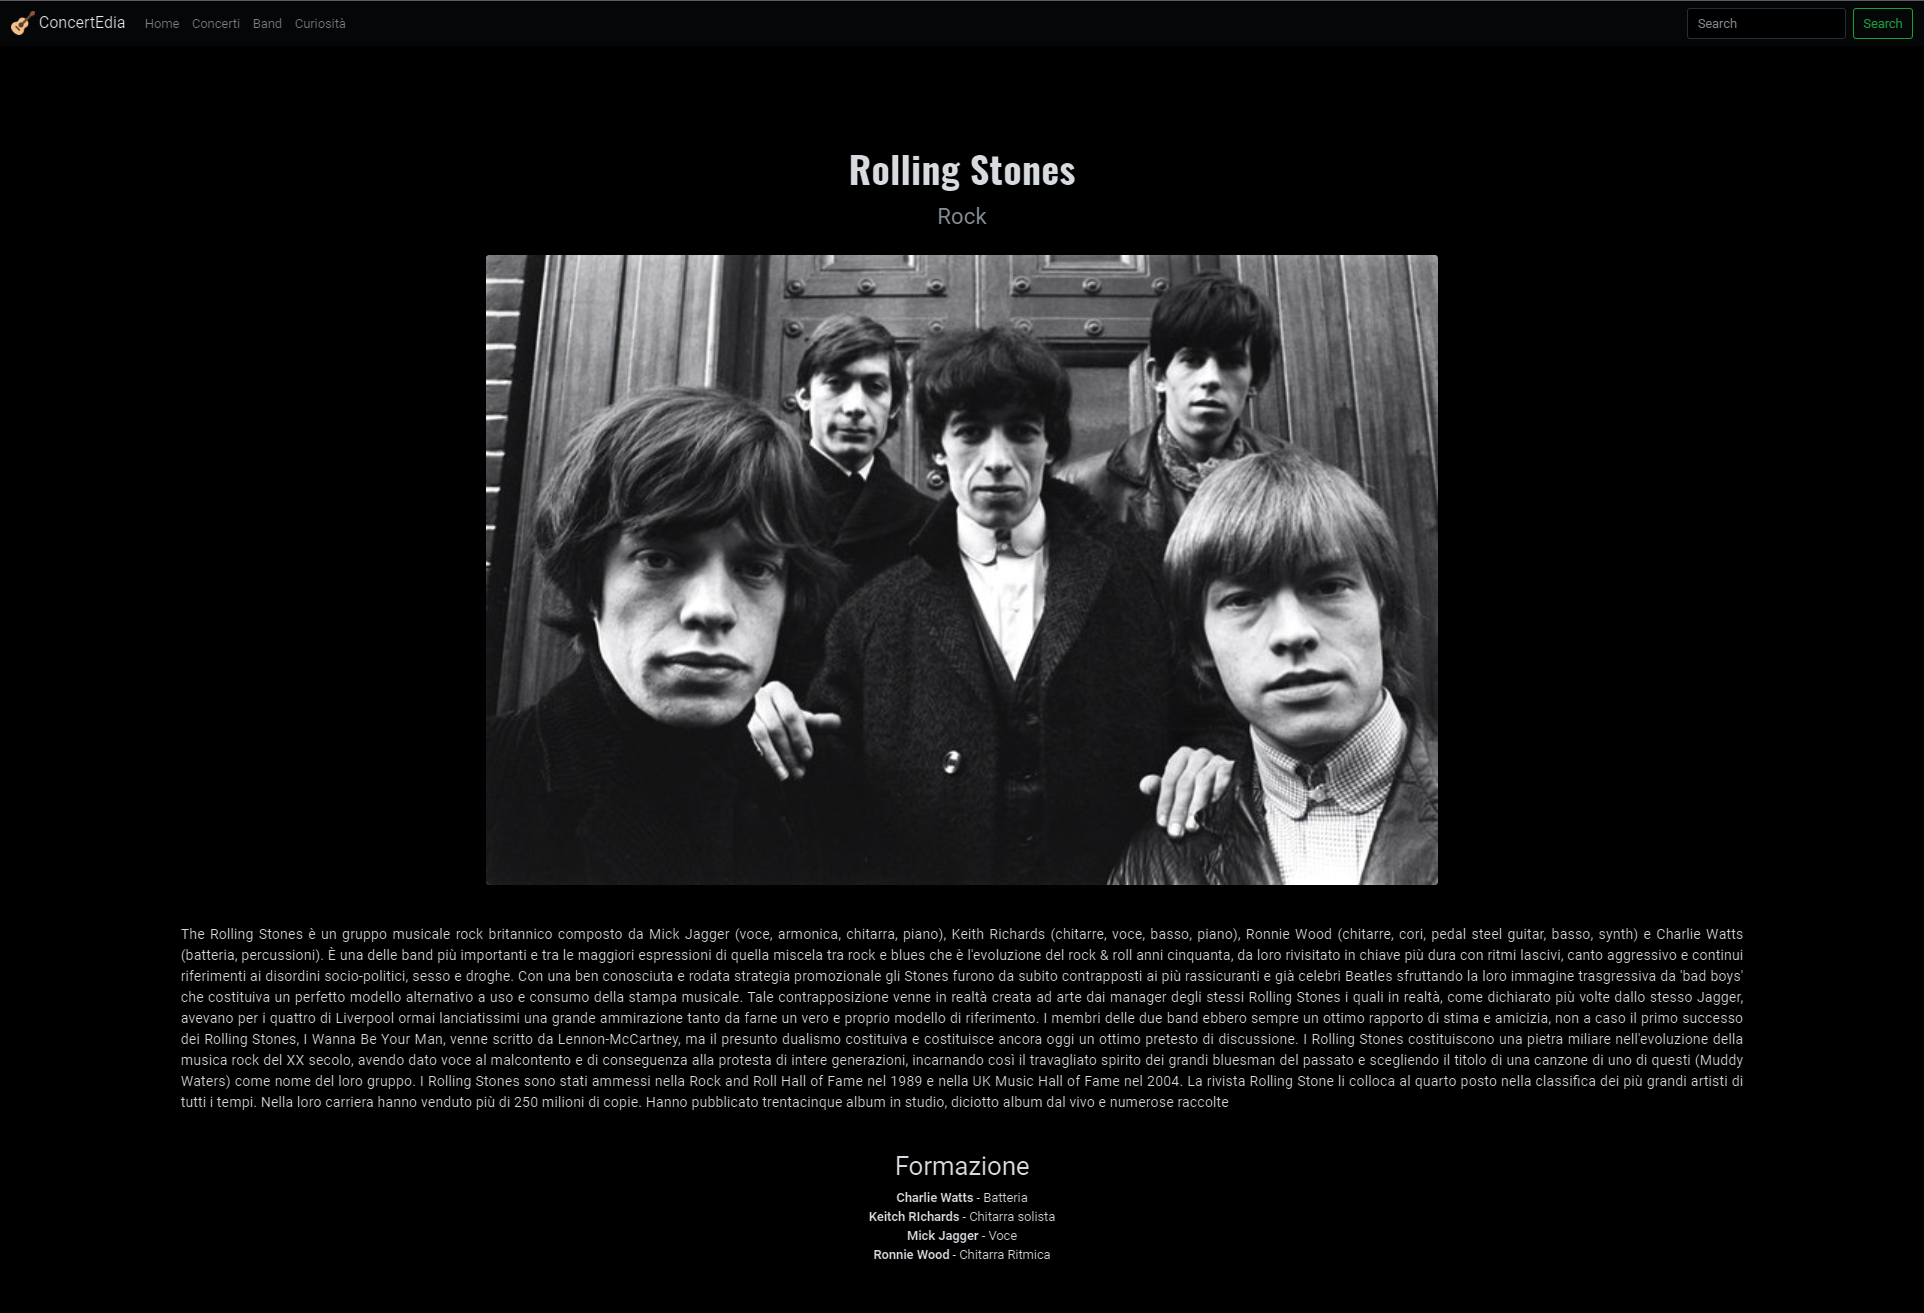 ConcertEdia Home Concerti Band Curiosità Search Search
Rolling Stones
Rock
The Rolling Stones è un gruppo musicale rock britannico composto da Mick Jagger (voce, armonica, chitarra, piano), Keith Richards (chitarre, voce, basso, piano), Ronnie Wood (chitarre, cori, pedal steel guitar, basso, synth) e Charlie Watts
(batteria, percussioni). È una delle band più importanti e tra le maggiori espressioni di quella miscela tra rock e blues che è l'evoluzione del rock & roll anni cinquanta, da loro rivisitato in chiave più dura con ritmi lascivi, canto aggressivo e continui
riferimenti ai disordini socio-politici, sesso e droghe. Con una ben conosciuta e rodata strategia promozionale gli Stones furono da subito contrapposti ai più rassicuranti e già celebri Beatles sfruttando la loro immagine trasgressiva da 'bad boys'
che costituiva un perfetto modello alternativo a uso e consumo della stampa musicale. Tale contrapposizione venne in realtà creata ad arte dai manager degli stessi Rolling Stones i quali in realtà, come dichiarato più volte dallo stesso Jagger,
avevano per i quattro di Liverpool ormai lanciatissimi una grande ammirazione tanto da farne un vero e proprio modello di riferimento. I membri delle due band ebbero sempre un ottimo rapporto di stima e amicizia, non a caso il primo successo
dei Rolling Stones, I Wanna Be Your Man, venne scritto da Lennon-McCartney, ma il presunto dualismo costituiva e costituisce ancora oggi un ottimo pretesto di discussione. I Rolling Stones costituiscono una pietra miliare nell'evoluzione della
musica rock del XX secolo, avendo dato voce al malcontento e di conseguenza alla protesta di intere generazioni, incarnando così il travagliato spirito dei grandi bluesman del passato e scegliendo il titolo di una canzone di uno di questi (Muddy
Waters) come nome del loro gruppo. I Rolling Stones sono stati ammessi nella Rock and Roll Hall of Fame nel 1989 e nella UK Music Hall of Fame nel 2004. La rivista Rolling Stone li colloca al quarto posto nella classifica dei più grandi artisti di
tutti i tempi. Nella loro carriera hanno venduto più di 250 milioni di copie. Hanno pubblicato trentacinque album in studio, diciotto album dal vivo e numerose raccolte
Formazione
Charlie Watts - Batteria
Keitch RIchards - Chitarra solista
Mick Jagger - Voce
Ronnie Wood - Chitarra Ritmica